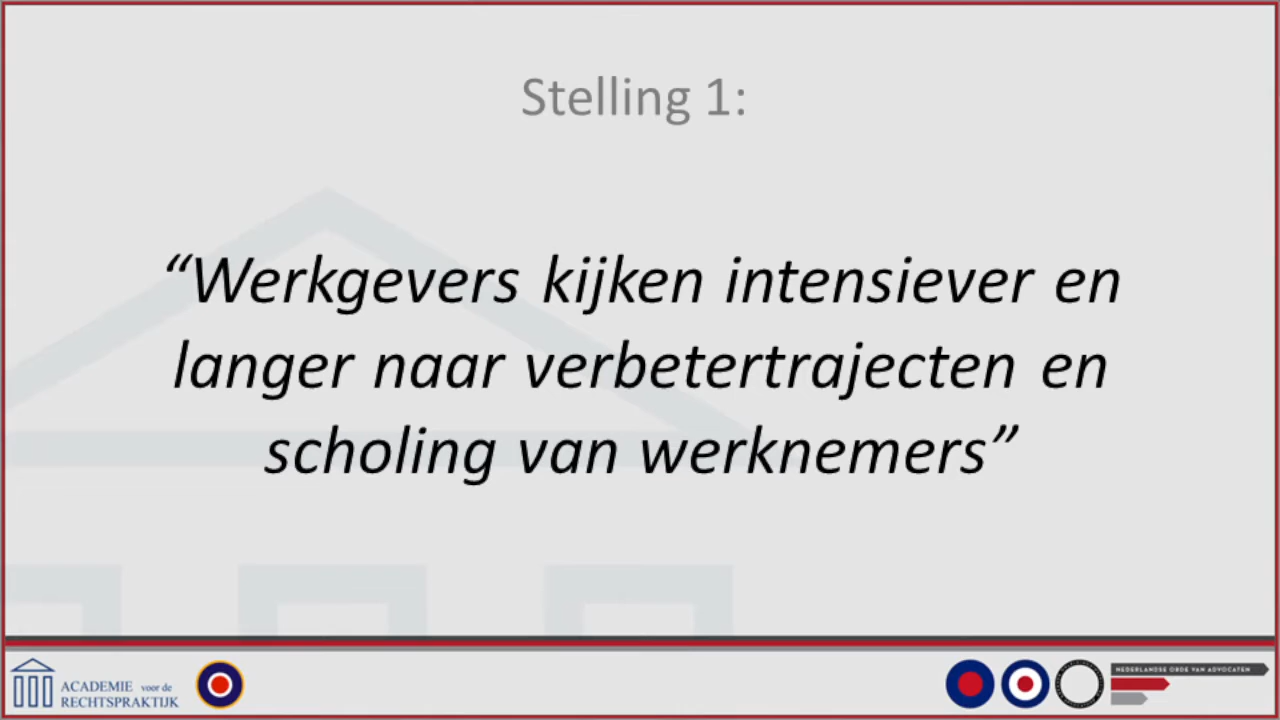 Stelling 1:
“Werkgevers kijken intensiever en
langer naar verbetertrajecten en
scholing van werknemers”
ACADEMIE voor de
RECHTSPRAKTIJK
NEDERLANDSE ORDE VAN ADVOCATEN